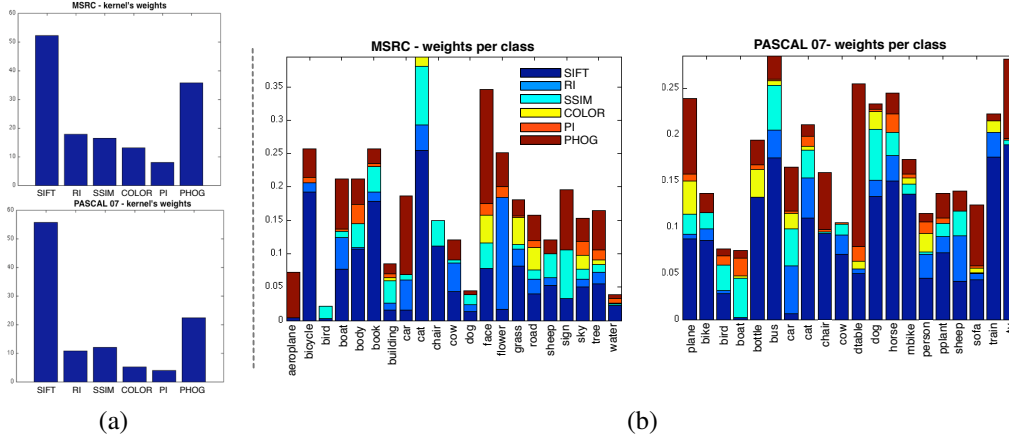 MSRC - kernel's weights
60
50
40
30
20
10
0
SIFT RI SSIM COLOR PI PHOG
PASCAL 07 - kernel's weights
60
50
40
30
20
10
0
SIFT RI SSIM COLOR PI PHOG
(a)
MSRC - weights per class
0.35
0.3
0.25
0.2
0.15
0.1
0.05
0
SIFT
RI
SSIM
COLOR
PI
PHOG
aeroplane
bicycle
bird
boat
body
book
building
car
cat
chair
cow
dog
face
flower
grass
road
sheep
sign
sky
tree
water
PASCAL 07- weights per class
0.25
0.2
0.15
0.1
0.05
0
plane
bike
bird
boat
bottle
bus
car
cat
chair
cow
dtable
dog
horse
mbike
person
pplant
sheep
sofa
train
(b)